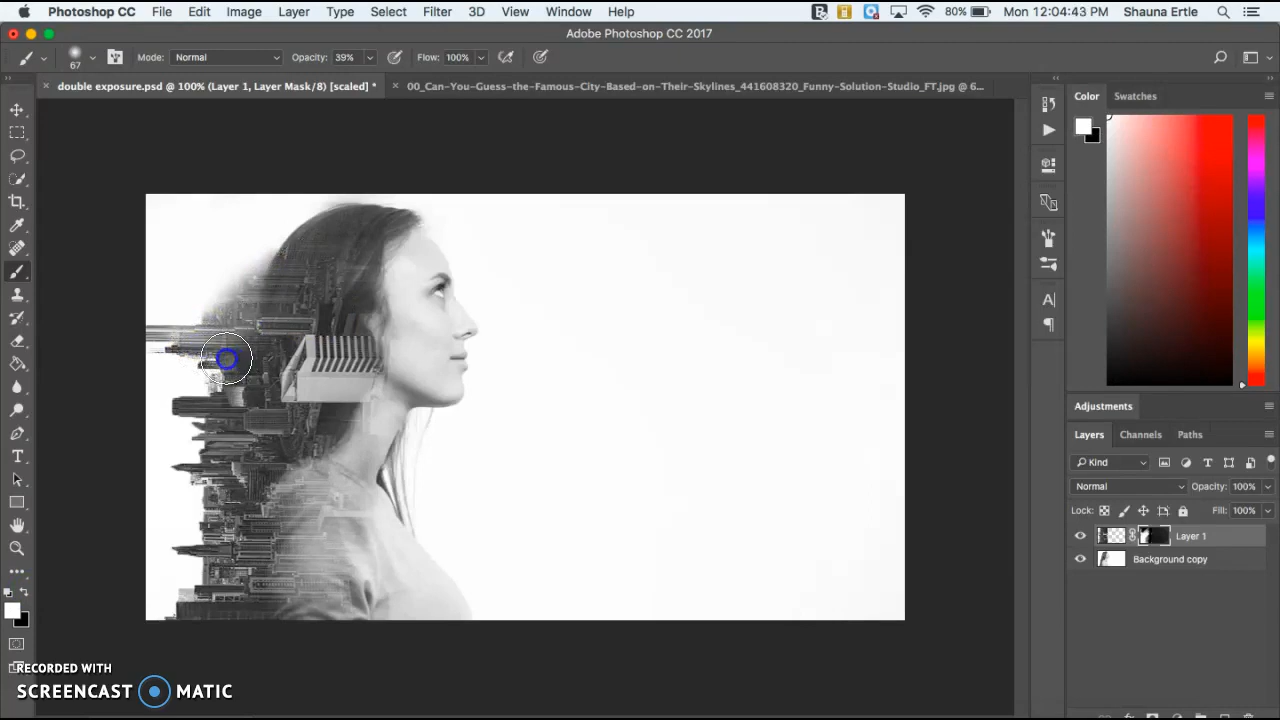 Photoshop CC File Edit Image Layer Type Select Filter 3D View Window Help 80% Mon 12:04:43 PM Shauna Ertle
Adobe Photoshop CC 2017
67 Mode: Normal Opacity: 39% Flow: 100%
double exposure.psd @ 100% (Layer 1, Layer Mask/8) [scaled] * 00_Can-You-Guess-the-Famous-City-Based-on-Their-Skylines_441608320_Funny-Solution-Studio_FT.jpg @ 6...
Color Swatches
Adjustments
Layers Channels Paths
Kind
Normal Opacity: 100%
Lock: Fill: 100%
Layer 1
Background copy
RECORDED WITH
SCREENCAST MATIC